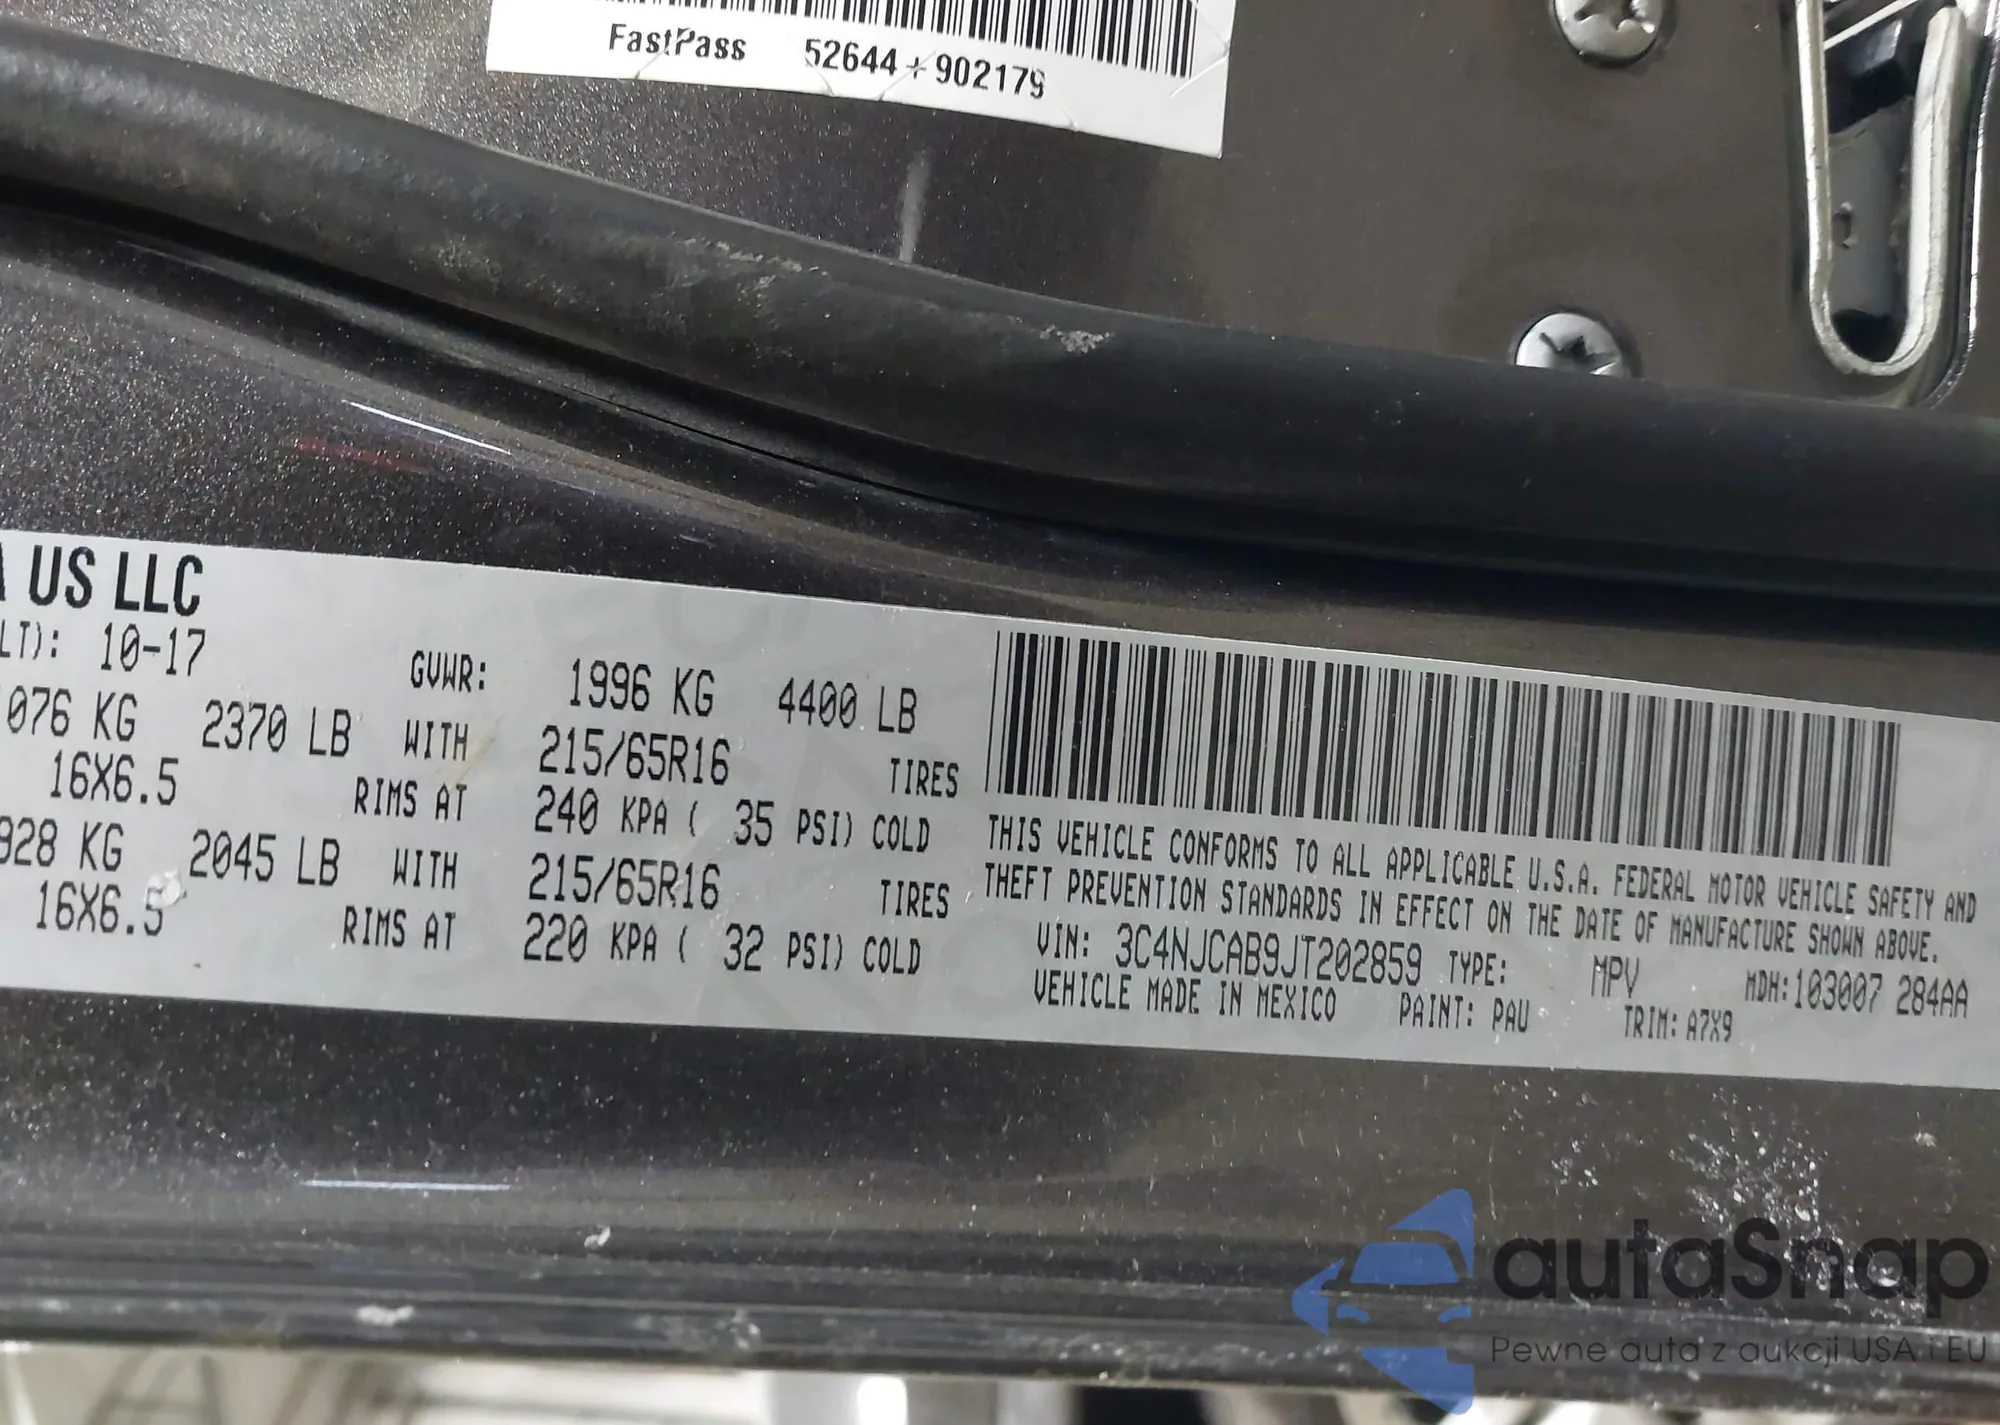 FastPass 52644+902179
A US LLC
LT): 10-17 GVWR: 1996 KG 4400 LB
076 KG 2370 LB WITH 215/65R16 TIRES
16X6.5 RIMS AT 240 KPA ( 35 PSI) COLD
928 KG 2045 LB WITH 215/65R16 TIRES
16X6.5 RIMS AT 220 KPA ( 32 PSI) COLD
THIS VEHICLE CONFORMS TO ALL APPLICABLE U.S.A. FEDERAL MOTOR VEHICLE SAFETY AND
THEFT PREVENTION STANDARDS IN EFFECT ON THE DATE OF MANUFACTURE SHOWN ABOVE.
VIN: 3C4NJCAB9JT202859 TYPE: MPV MDH:103007 284AA
VEHICLE MADE IN MEXICO PAINT: PAU TRIM: A7X9
autaSnap
Pewne auta z aukcji USA i EU